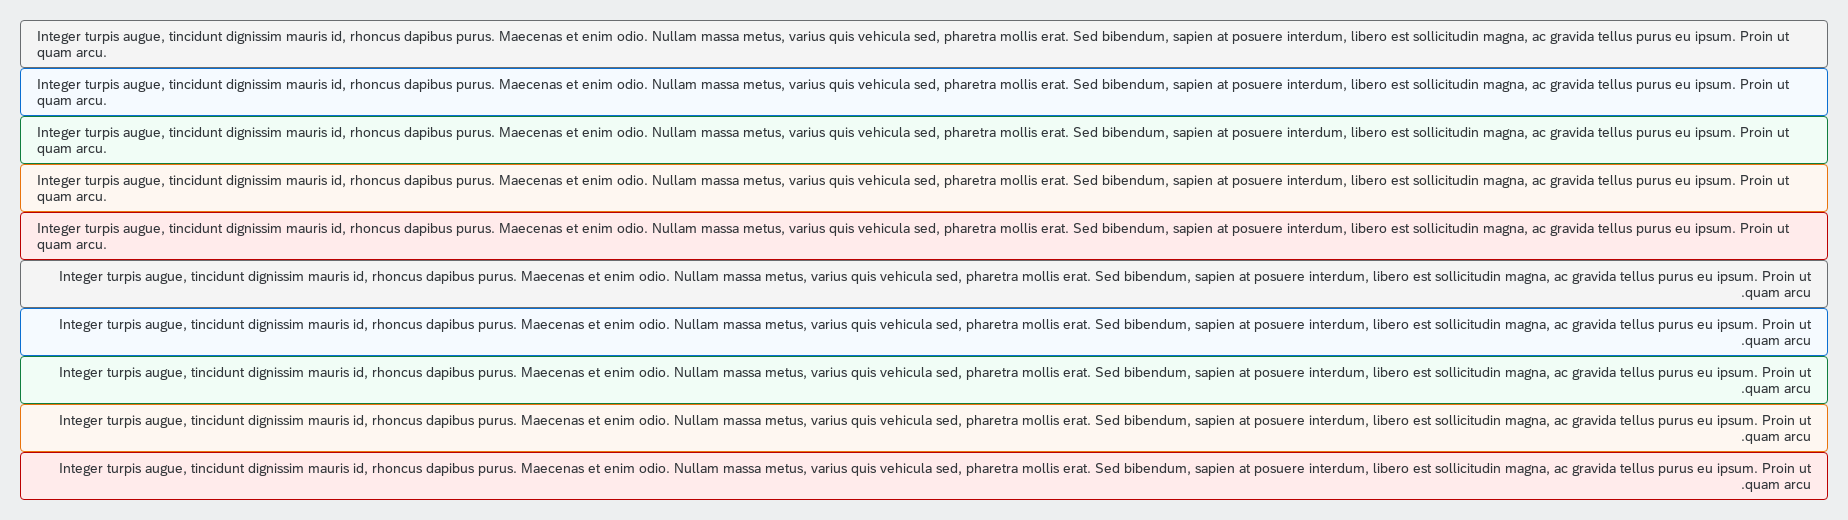 Integer turpis augue, tincidunt dignissim mauris id, rhoncus dapibus purus. Maecenas et enim odio. Nullam massa metus, varius quis vehicula sed, pharetra mollis erat. Sed bibendum, sapien at posuere interdum, libero est sollicitudin magna, ac gravida tellus purus eu ipsum. Proin ut
quam arcu.
Integer turpis augue, tincidunt dignissim mauris id, rhoncus dapibus purus. Maecenas et enim odio. Nullam massa metus, varius quis vehicula sed, pharetra mollis erat. Sed bibendum, sapien at posuere interdum, libero est sollicitudin magna, ac gravida tellus purus eu ipsum. Proin ut
quam arcu.
Integer turpis augue, tincidunt dignissim mauris id, rhoncus dapibus purus. Maecenas et enim odio. Nullam massa metus, varius quis vehicula sed, pharetra mollis erat. Sed bibendum, sapien at posuere interdum, libero est sollicitudin magna, ac gravida tellus purus eu ipsum. Proin ut
quam arcu.
Integer turpis augue, tincidunt dignissim mauris id, rhoncus dapibus purus. Maecenas et enim odio. Nullam massa metus, varius quis vehicula sed, pharetra mollis erat. Sed bibendum, sapien at posuere interdum, libero est sollicitudin magna, ac gravida tellus purus eu ipsum. Proin ut
quam arcu.
Integer turpis augue, tincidunt dignissim mauris id, rhoncus dapibus purus. Maecenas et enim odio. Nullam massa metus, varius quis vehicula sed, pharetra mollis erat. Sed bibendum, sapien at posuere interdum, libero est sollicitudin magna, ac gravida tellus purus eu ipsum. Proin ut
quam arcu.
Integer turpis augue, tincidunt dignissim mauris id, rhoncus dapibus purus. Maecenas et enim odio. Nullam massa metus, varius quis vehicula sed, pharetra mollis erat. Sed bibendum, sapien at posuere interdum, libero est sollicitudin magna, ac gravida tellus purus eu ipsum. Proin ut
.quam arcu
Integer turpis augue, tincidunt dignissim mauris id, rhoncus dapibus purus. Maecenas et enim odio. Nullam massa metus, varius quis vehicula sed, pharetra mollis erat. Sed bibendum, sapien at posuere interdum, libero est sollicitudin magna, ac gravida tellus purus eu ipsum. Proin ut
.quam arcu
Integer turpis augue, tincidunt dignissim mauris id, rhoncus dapibus purus. Maecenas et enim odio. Nullam massa metus, varius quis vehicula sed, pharetra mollis erat. Sed bibendum, sapien at posuere interdum, libero est sollicitudin magna, ac gravida tellus purus eu ipsum. Proin ut
.quam arcu
Integer turpis augue, tincidunt dignissim mauris id, rhoncus dapibus purus. Maecenas et enim odio. Nullam massa metus, varius quis vehicula sed, pharetra mollis erat. Sed bibendum, sapien at posuere interdum, libero est sollicitudin magna, ac gravida tellus purus eu ipsum. Proin ut
.quam arcu
Integer turpis augue, tincidunt dignissim mauris id, rhoncus dapibus purus. Maecenas et enim odio. Nullam massa metus, varius quis vehicula sed, pharetra mollis erat. Sed bibendum, sapien at posuere interdum, libero est sollicitudin magna, ac gravida tellus purus eu ipsum. Proin ut
.quam arcu